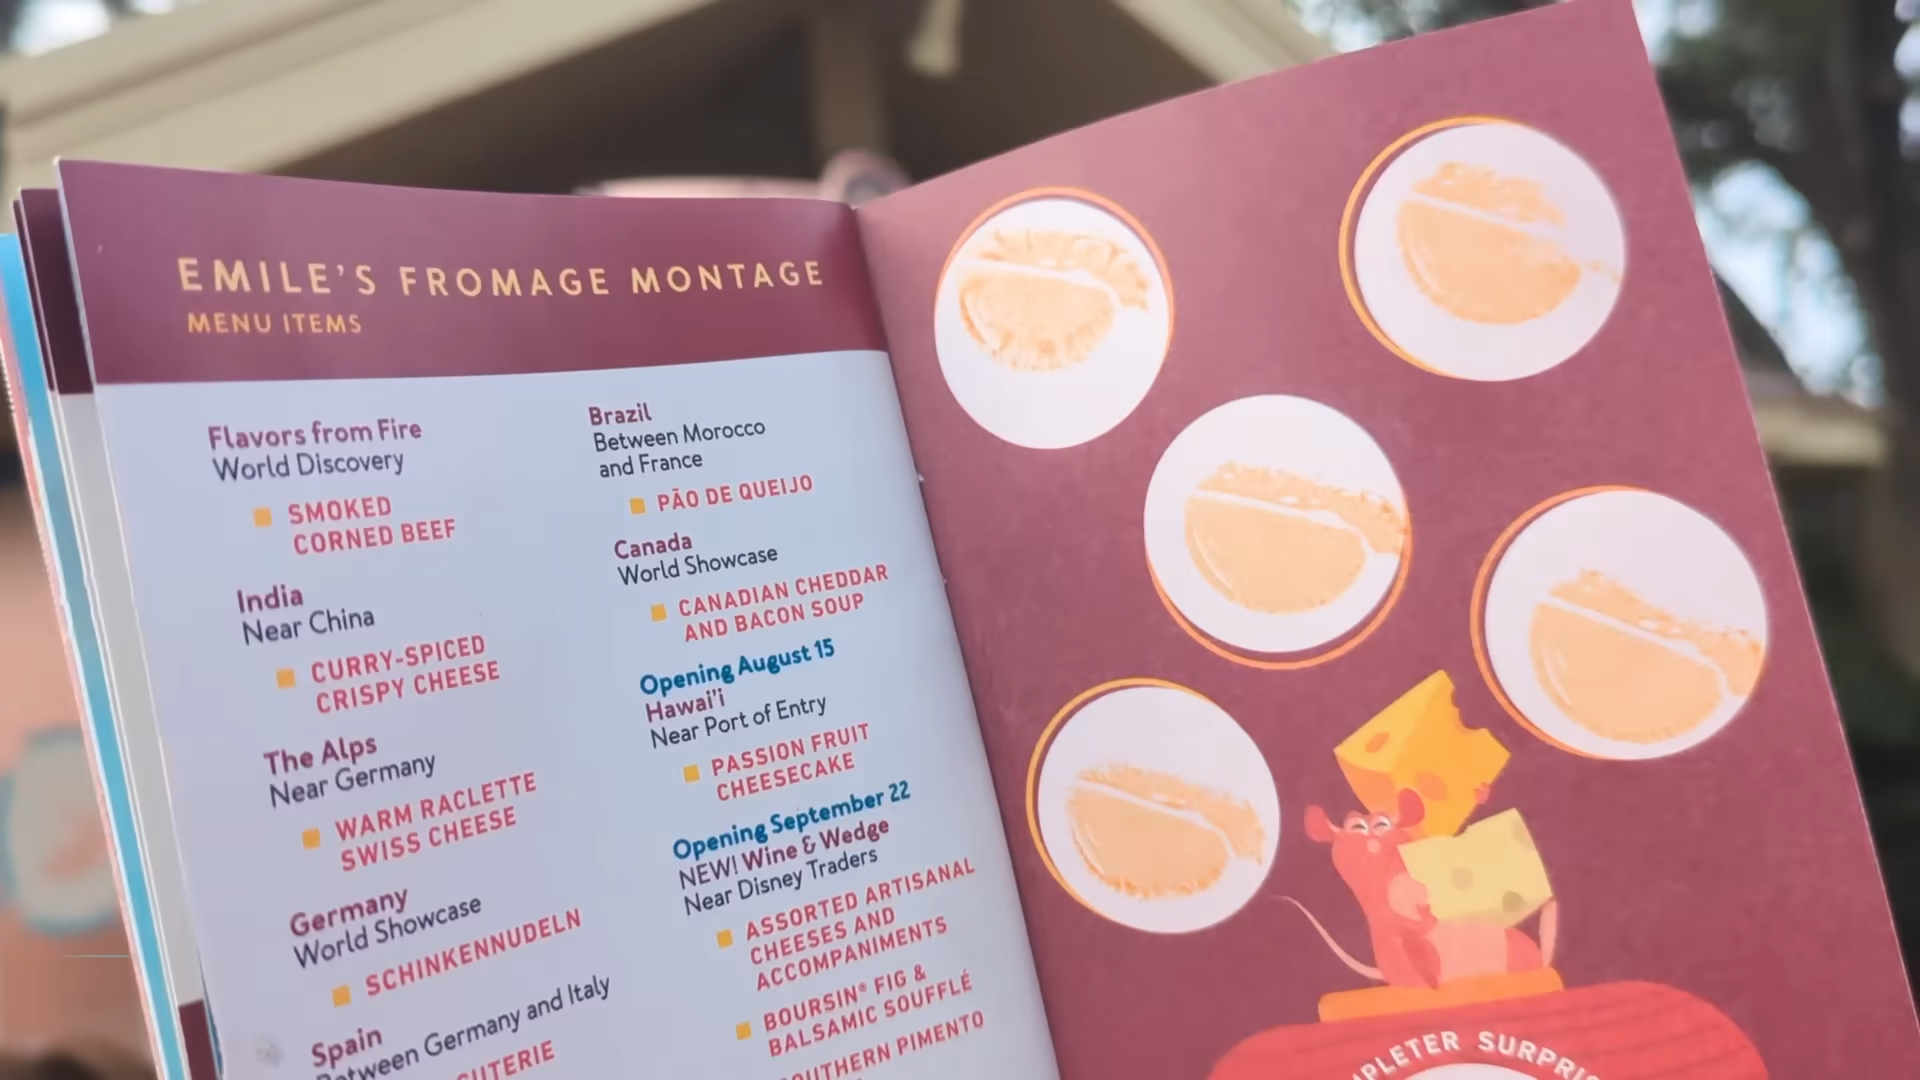 EMILE'S FROMAGE MONTAGE
MENU ITEMS
Flavors from Fire
World Discovery
SMOKED
CORNED BEEF
India
Near China
CURRY-SPICED
CRISPY CHEESE
The Alps
Near Germany
WARM RACLETTE
SWISS CHEESE
Germany
World Showcase
SCHINKENNUDELN
Spain
Between Germany and Italy
Brazil
Between Morocco
and France
PÃO DE QUEIJO
Canada
World Showcase
CANADIAN CHEDDAR
AND BACON SOUP
Opening August 15
Hawai'i
Near Port of Entry
PASSION FRUIT
CHEESECAKE
Opening September 22
NEW! Wine & Wedge
Near Disney Traders
ASSORTED ARTISANAL
CHEESES AND
ACCOMPANIMENTS
BOURSIN® FIG &
BALSAMIC SOUFFLÉ
PIMENTO